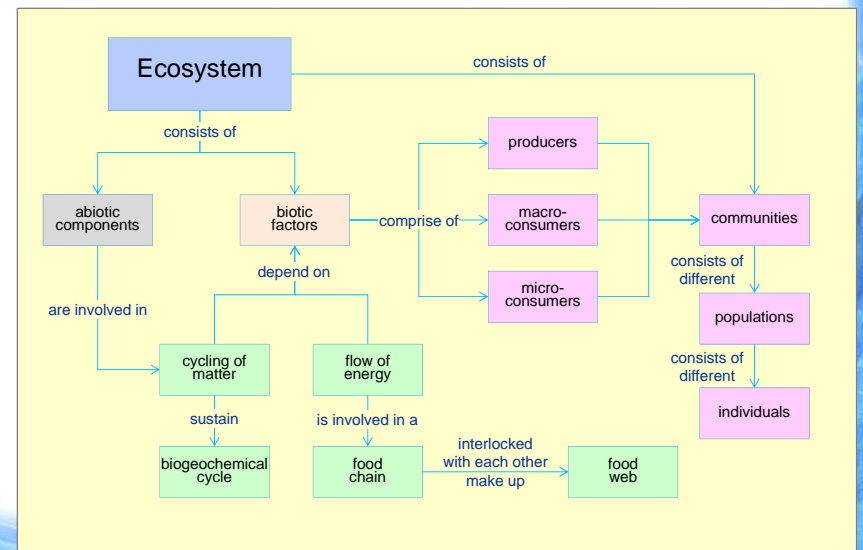 Ecosystem
consists of
consists of
producers
abiotic
components
biotic
factors
comprise of
macro-
consumers
communities
depend on
micro-
consumers
consists of
different
are involved in
populations
cycling of
matter
flow of
energy
consists of
different
sustain
is involved in a
individuals
biogeochemical
cycle
food
chain
interlocked
with each other
make up
food
web